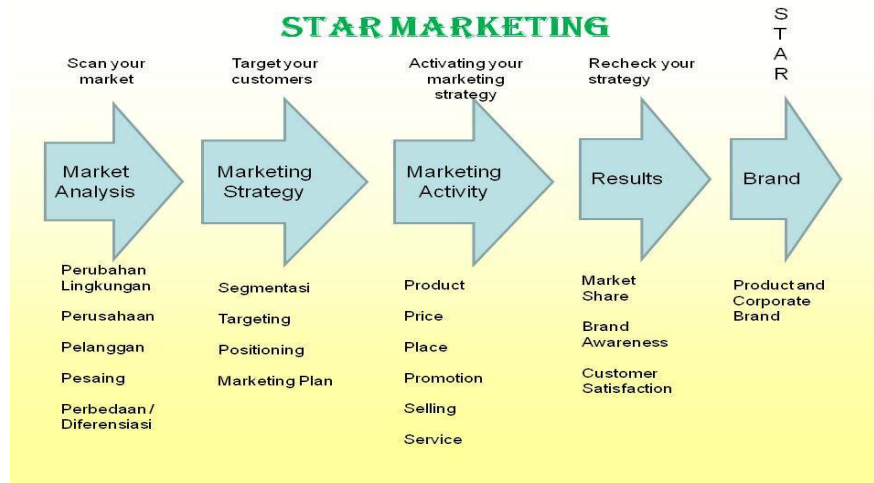 STAR MARKETING
S
T
A
R
Scan your
market
Target your
customers
Activating your
marketing
strategy
Recheck your
strategy
Market
Analysis
Marketing
Strategy
Marketing
Activity
Results
Brand
Perubahan
Lingkungan
Perusahaan
Pelanggan
Pesaing
Perbedaan /
Diferensiasi
Segmentasi
Targeting
Positioning
Marketing Plan
Product
Price
Place
Promotion
Selling
Service
Market
Share
Brand
Awareness
Customer
Satisfaction
Product and
Corporate
Brand